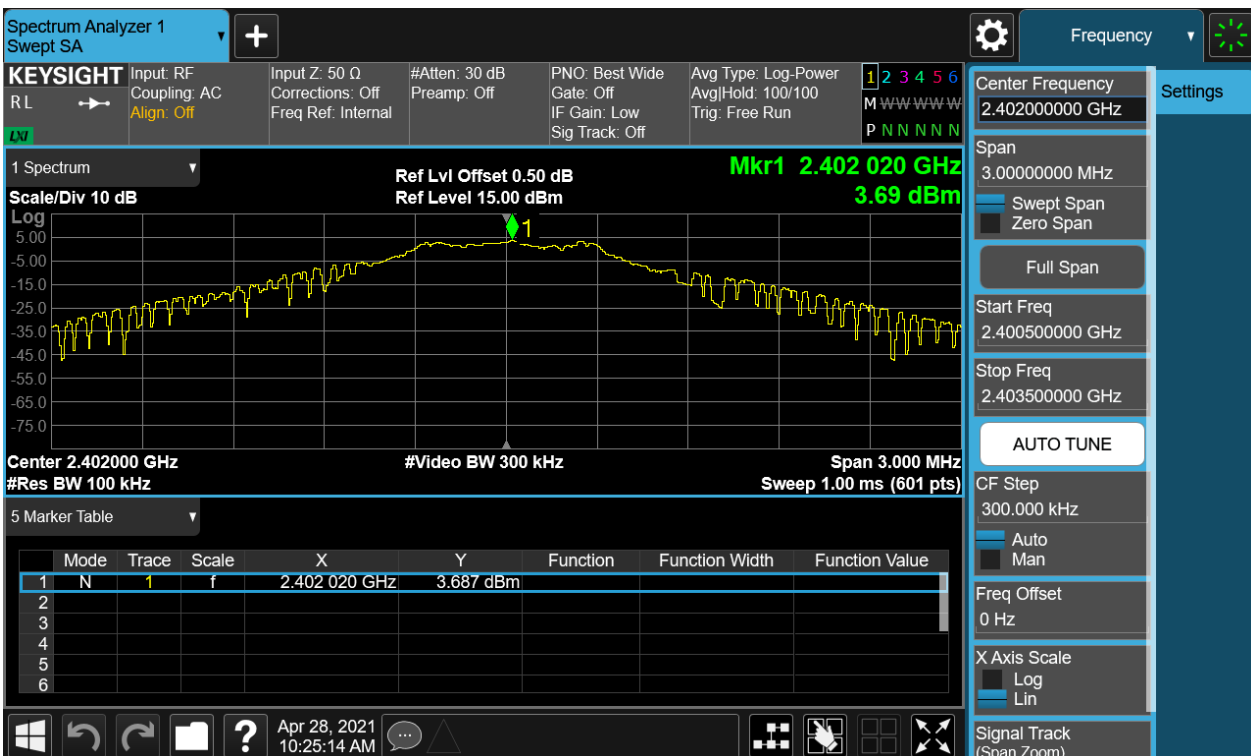 Spectrum Analyzer 1
Swept SA
Frequency
KEYSIGHT
R L
LXI
Input: RF
Coupling: AC
Align: Off
Input Z: 50 Ω
Corrections: Off
Freq Ref: Internal
#Atten: 30 dB
Preamp: Off
PNO: Best Wide
Gate: Off
IF Gain: Low
Sig Track: Off
Avg Type: Log-Power
Avg|Hold: 100/100
Trig: Free Run
1 2 3 4 5 6
M W W W W W
P N N N N N
1 Spectrum
Scale/Div 10 dB
Ref Lvl Offset 0.50 dB
Ref Level 15.00 dBm
Mkr1 2.402 020 GHz
3.69 dBm
Log
1
5.00
-5.00
-15.0
-25.0
-35.0
-45.0
-55.0
-65.0
-75.0
Center 2.402000 GHz
#Video BW 300 kHz
Span 3.000 MHz
#Res BW 100 kHz
Sweep 1.00 ms (601 pts)
5 Marker Table
Mode Trace Scale X Y Function Function Width Function Value
1 N 1 f 2.402 020 GHz 3.687 dBm
2
3
4
5
6
?
Apr 28, 2021
10:25:14 AM
Center Frequency
2.402000000 GHz
Settings
Span
3.00000000 MHz
Swept Span
Zero Span
Full Span
Start Freq
2.400500000 GHz
Stop Freq
2.403500000 GHz
AUTO TUNE
CF Step
300.000 kHz
Auto
Man
Freq Offset
0 Hz
X Axis Scale
Log
Lin
Signal Track
(Span Zoom)